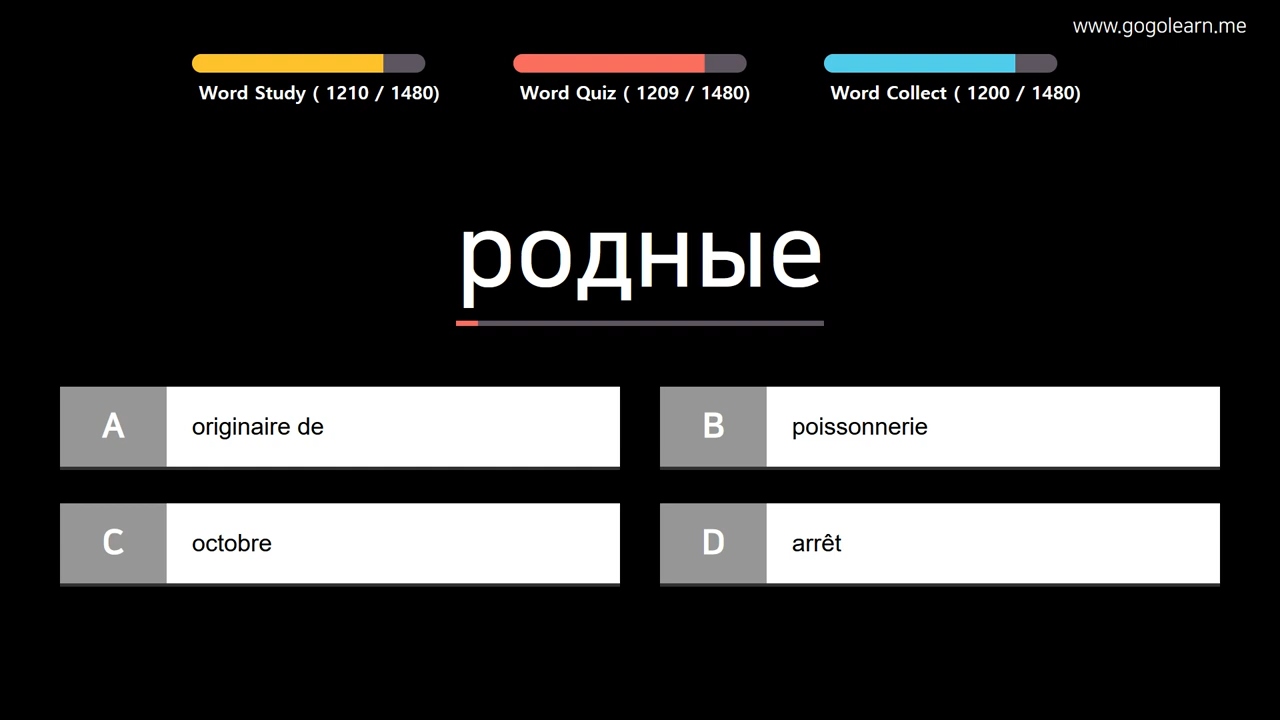 www.gogolearn.me
Word Study ( 1210 / 1480)
Word Quiz ( 1209 / 1480)
Word Collect ( 1200 / 1480)
родные
A originaire de
B poissonnerie
C octobre
D arrêt